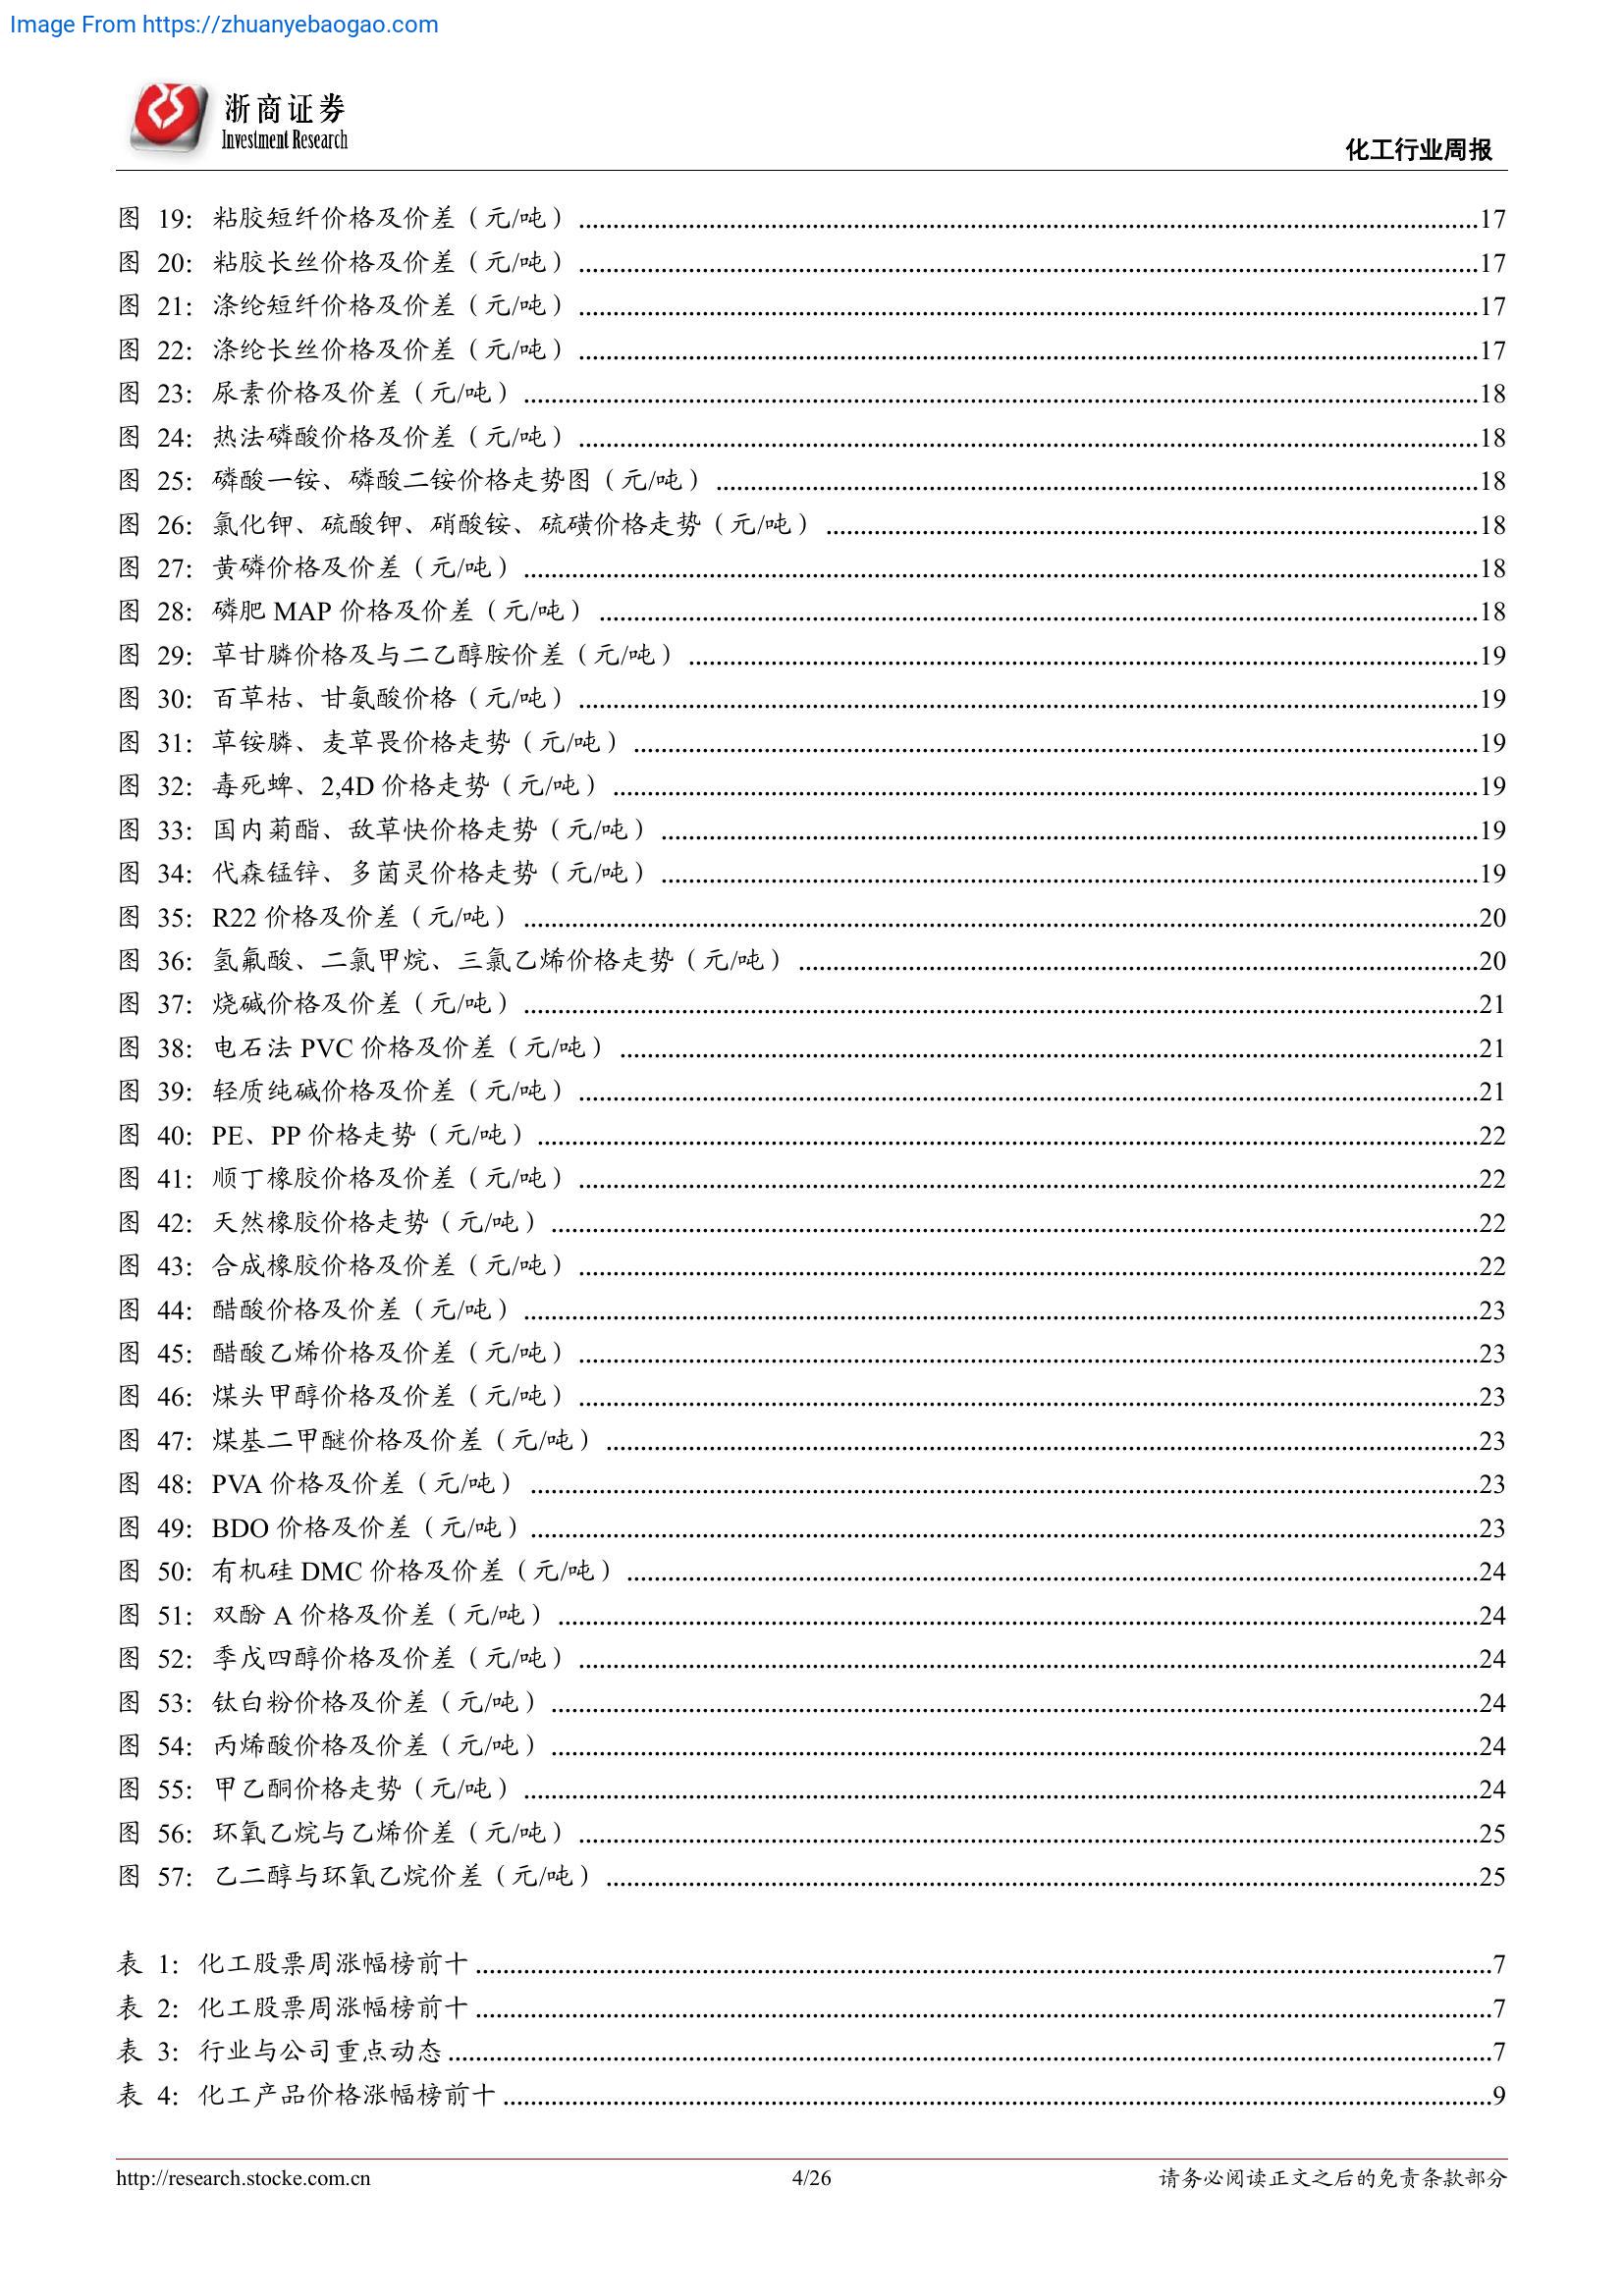 Image From https://zhuanyebaogao.com
浙商证券
Investment Research
化工行业周报
图 19: 粘胶短纤价格及价差（元/吨）17
图 20: 粘胶长丝价格及价差（元/吨）17
图 21: 涤纶短纤价格及价差（元/吨）17
图 22: 涤纶长丝价格及价差（元/吨）17
图 23: 尿素价格及价差（元/吨）18
图 24: 热法磷酸价格及价差（元/吨）18
图 25: 磷酸一铵、磷酸二铵价格走势图（元/吨）18
图 26: 氯化钾、硫酸钾、硝酸铵、硫磺价格走势（元/吨）18
图 27: 黄磷价格及价差（元/吨）18
图 28: 磷肥 MAP 价格及价差（元/吨）18
图 29: 草甘膦价格及与二乙醇胺价差（元/吨）19
图 30: 百草枯、甘氨酸价格（元/吨）19
图 31: 草铵膦、麦草畏价格走势（元/吨）19
图 32: 毒死蜱、2,4D 价格走势（元/吨）19
图 33: 国内菊酯、敌草快价格走势（元/吨）19
图 34: 代森锰锌、多菌灵价格走势（元/吨）19
图 35: R22 价格及价差（元/吨）20
图 36: 氢氟酸、二氯甲烷、三氯乙烯价格走势（元/吨）20
图 37: 烧碱价格及价差（元/吨）21
图 38: 电石法 PVC 价格及价差（元/吨）21
图 39: 轻质纯碱价格及价差（元/吨）21
图 40: PE、PP 价格走势（元/吨）22
图 41: 顺丁橡胶价格及价差（元/吨）22
图 42: 天然橡胶价格走势（元/吨）22
图 43: 合成橡胶价格及价差（元/吨）22
图 44: 醋酸价格及价差（元/吨）23
图 45: 醋酸乙烯价格及价差（元/吨）23
图 46: 煤头甲醇价格及价差（元/吨）23
图 47: 煤基二甲醚价格及价差（元/吨）23
图 48: PVA 价格及价差（元/吨）23
图 49: BDO 价格及价差（元/吨）23
图 50: 有机硅 DMC 价格及价差（元/吨）24
图 51: 双酚 A 价格及价差（元/吨）24
图 52: 季戊四醇价格及价差（元/吨）24
图 53: 钛白粉价格及价差（元/吨）24
图 54: 丙烯酸价格及价差（元/吨）24
图 55: 甲乙酮价格走势（元/吨）24
图 56: 环氧乙烷与乙烯价差（元/吨）25
图 57: 乙二醇与环氧乙烷价差（元/吨）25
表 1: 化工股票周涨幅榜前十7
表 2: 化工股票周涨幅榜前十7
表 3: 行业与公司重点动态7
表 4: 化工产品价格涨幅榜前十9
http://research.stocke.com.cn 4/26 请务必阅读正文之后的免责条款部分